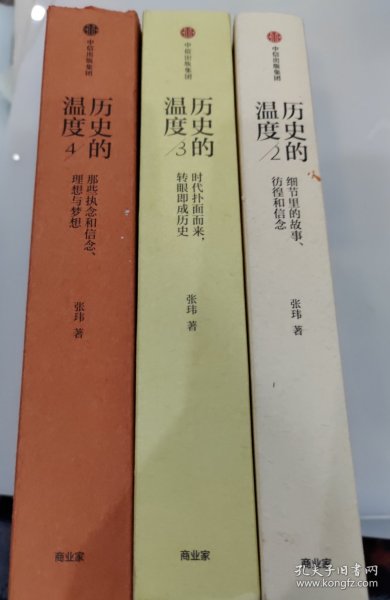 中信出版集团
历史的
温度
4
那些执念和信念、
理想与梦想
张玮 著
商业家
中信出版集团
历史的
温度
3
时代扑面而来，
转眼即成历史
张玮 著
商业家
中信出版集团
历史的
温度
2
细节里的故事、
彷徨和信念
张玮 著
商业家
孔夫子旧书网